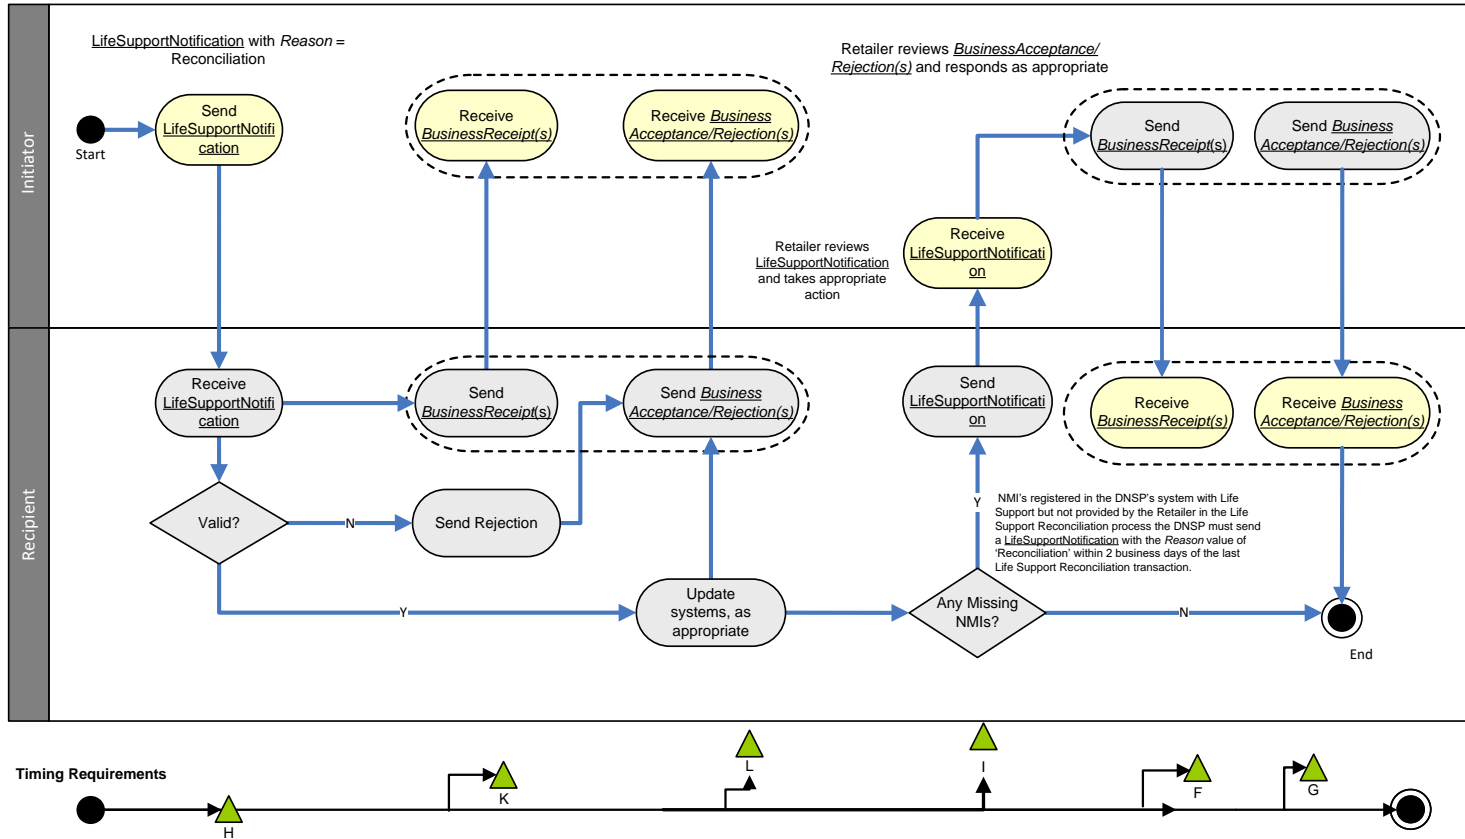 Initiator
LifeSupportNotification with Reason =
Reconciliation
Start
Send
LifeSupportNotifi
cation
Receive
BusinessReceipt(s)
Receive Business
Acceptance/Rejection(s)
Retailer reviews BusinessAcceptance/
Rejection(s) and responds as appropriate
Send
BusinessReceipt(s)
Send Business
Acceptance/Rejection(s)
Retailer reviews
LifeSupportNotification
and takes appropriate
action
Receive
LifeSupportNotificati
on
Recipient
Receive
LifeSupportNotifi
cation
Send
BusinessReceipt(s)
Send Business
Acceptance/Rejection(s)
Send
LifeSupportNotificati
on
Receive
BusinessReceipt(s)
Receive Business
Acceptance/Rejection(s)
Valid?
N
Send Rejection
Y
NMI's registered in the DNSP's system with Life
Support but not provided by the Retailer in the Life
Support Reconciliation process the DNSP must send
a LifeSupportNotification with the Reason value of
‘Reconciliation’ within 2 business days of the last
Life Support Reconciliation transaction.
Y
Update
systems, as
appropriate
Any Missing
NMIs?
N
End
Timing Requirements
H
K
L
I
F
G